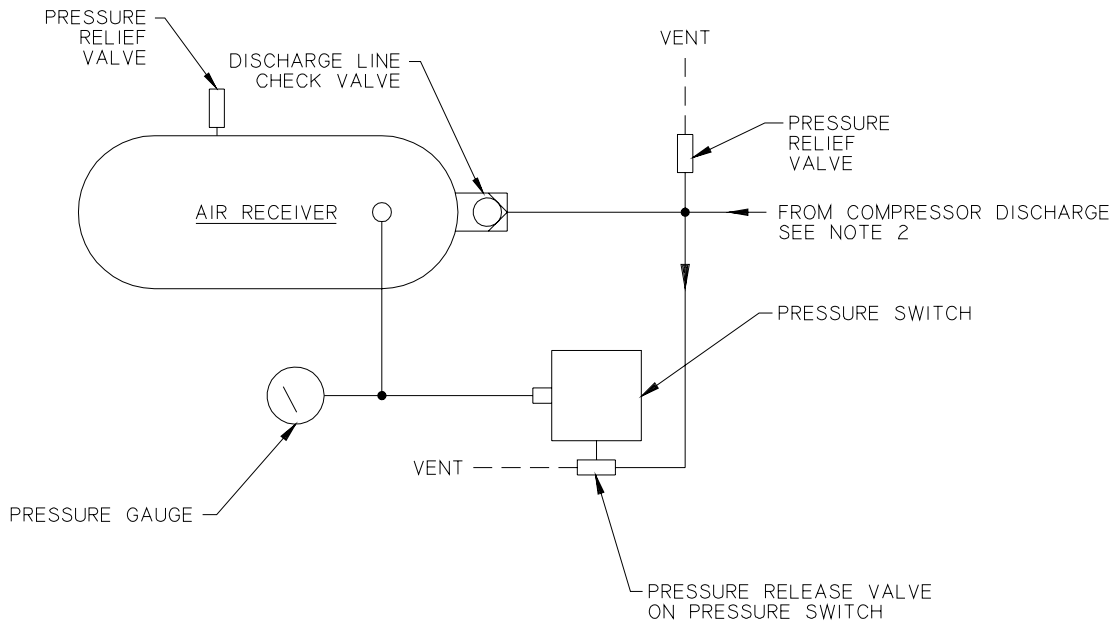 PRESSURE
RELIEF
VALVE
DISCHARGE LINE
CHECK VALVE
VENT
PRESSURE
RELIEF
VALVE
AIR RECEIVER
FROM COMPRESSOR DISCHARGE
SEE NOTE 2
PRESSURE SWITCH
VENT
PRESSURE GAUGE
PRESSURE RELEASE VALVE
ON PRESSURE SWITCH